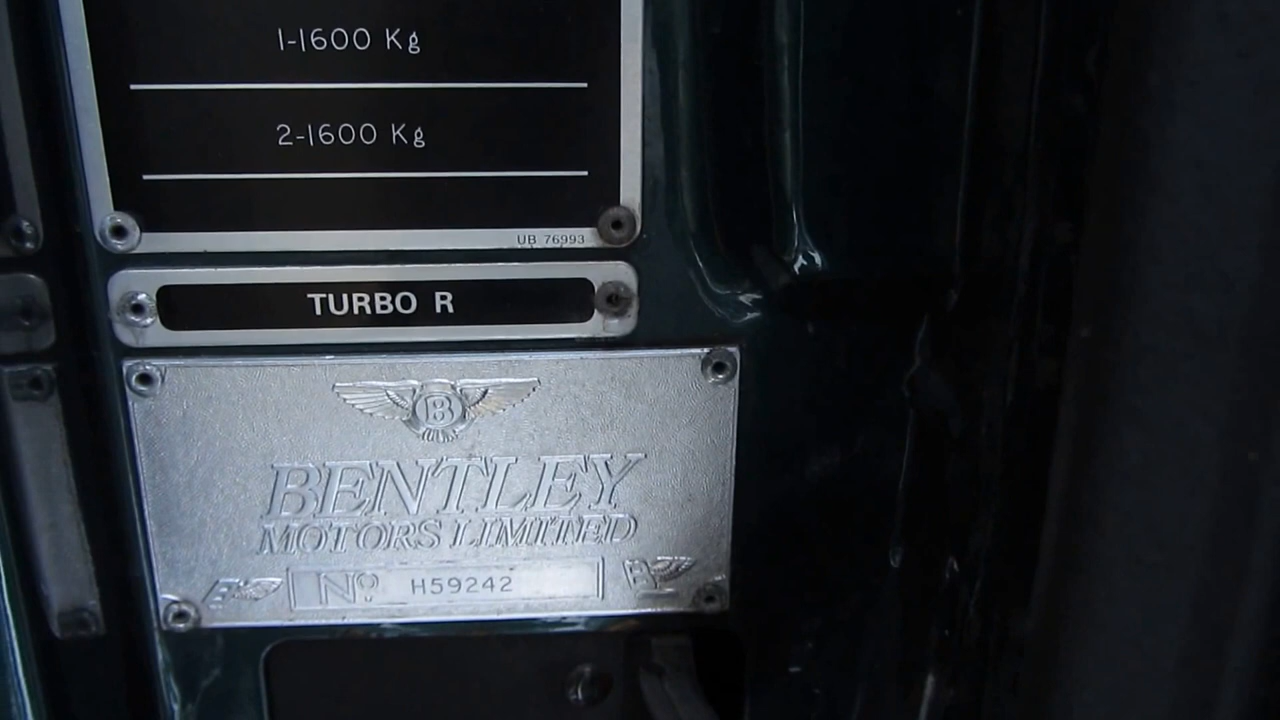 1-1600 Kg
2-1600 Kg
UB 76993
TURBO R
B
BENTLEY
MOTORS LIMITED
B Nº H59242 B